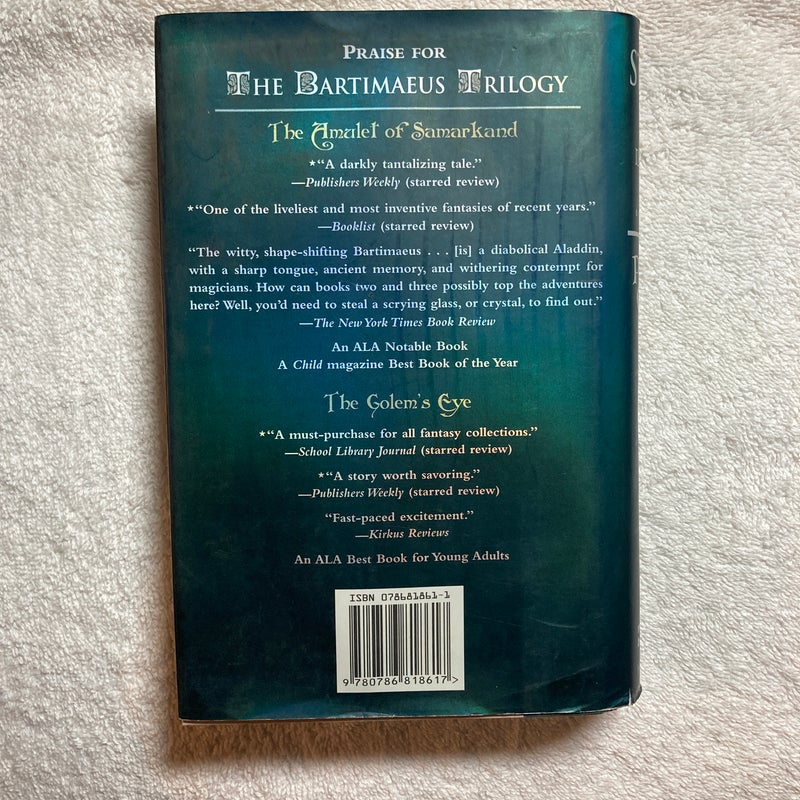 PRAISE FOR
THE BARTIMAEUS TRILOGY
The Amulet of Samarkand
*“A darkly tantalizing tale.”
—Publishers Weekly (starred review)
*“One of the liveliest and most inventive fantasies of recent years.”
—Booklist (starred review)
“The witty, shape-shifting Bartimaeus . . . [is] a diabolical Aladdin,
with a sharp tongue, ancient memory, and withering contempt for
magicians. How can books two and three possibly top the adventures
here? Well, you’d need to steal a scrying glass, or crystal, to find out.”
—The New York Times Book Review
An ALA Notable Book
A Child magazine Best Book of the Year
The Golem’s Eye
*“A must-purchase for all fantasy collections.”
—School Library Journal (starred review)
*“A story worth savoring.”
—Publishers Weekly (starred review)
“Fast-paced excitement.”
—Kirkus Reviews
An ALA Best Book for Young Adults
ISBN 078681861-1
9 780786 818617 >